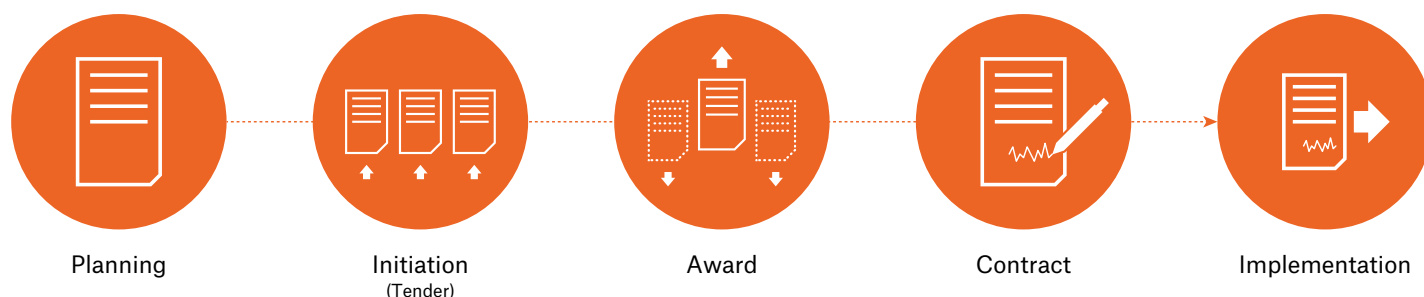 Planning
Initiation
(Tender)
Award
Contract
Implementation